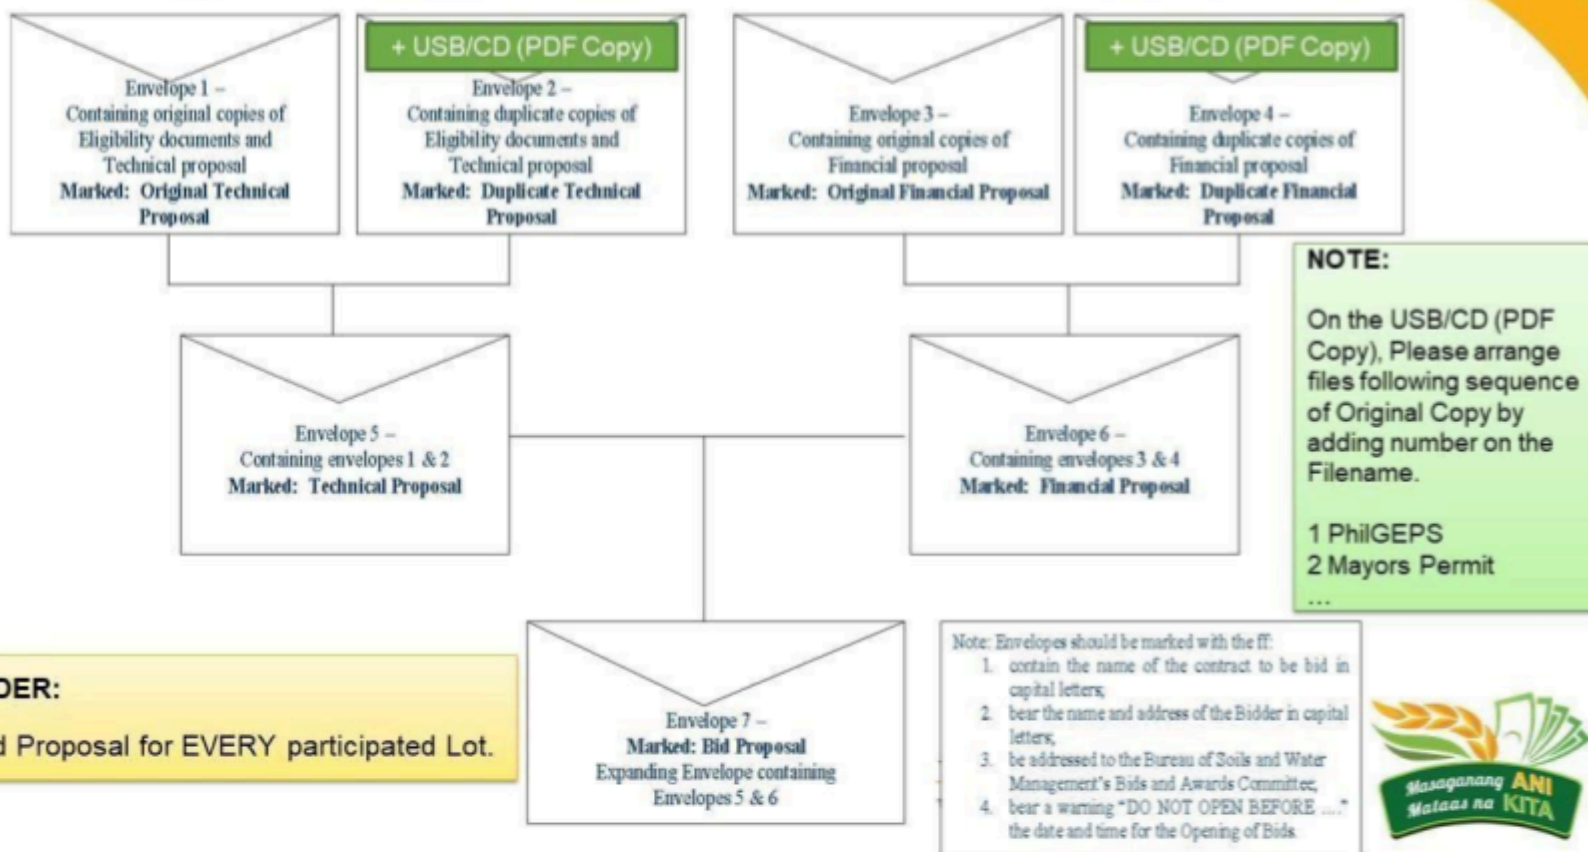 + USB/CD (PDF Copy)
+ USB/CD (PDF Copy)
Envelope 1 –
Containing original copies of
Eligibility documents and
Technical proposal
Marked: Original Technical
Proposal
Envelope 2 –
Containing duplicate copies of
Eligibility documents and
Technical proposal
Marked: Duplicate Technical
Proposal
Envelope 3 –
Containing original copies of
Financial proposal
Marked: Original Financial Proposal
Envelope 4 –
Containing duplicate copies of
Financial proposal
Marked: Duplicate Financial
Proposal
NOTE:
On the USB/CD (PDF
Copy), Please arrange
files following sequence
of Original Copy by
adding number on the
Filename.
1 PhilGEPS
2 Mayors Permit
...
Envelope 5 –
Containing envelopes 1 & 2
Marked: Technical Proposal
Envelope 6 –
Containing envelopes 3 & 4
Marked: Financial Proposal
DER:
d Proposal for EVERY participated Lot.
Envelope 7 –
Marked: Bid Proposal
Expanding Envelope containing
Envelopes 5 & 6
Note: Envelopes should be marked with the ff:
1. contain the name of the contract to be bid in
capital letters;
2. bear the name and address of the Bidder in capital
letters;
3. be addressed to the Bureau of Soils and Water
Management's Bids and Awards Committee;
4. bear a warning "DO NOT OPEN BEFORE ...."
the date and time for the Opening of Bids.
Masaganang ANI
Mataas na KITA